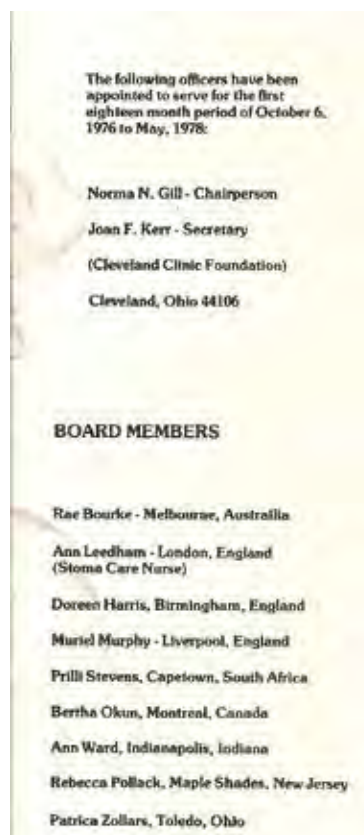 The following officers have been
appointed to serve for the first
eighteen month period of October 6,
1976 to May, 1978:
Norma N. Gill - Chairperson
Joan F. Kerr - Secretary
(Cleveland Clinic Foundation)
Cleveland, Ohio 44106
BOARD MEMBERS
Rae Bourke - Melbourne, Austrailia
Ann Leedham - London, England
(Stoma Care Nurse)
Doreen Harris, Birmingham, England
Muriel Murphy - Liverpool, England
Prilli Stevens, Capetown, South Africa
Bertha Okun, Montreal, Canada
Ann Ward, Indianapolis, Indiana
Rebecca Pollack, Maple Shades, New Jersey
Patrica Zollars, Toledo, Ohio